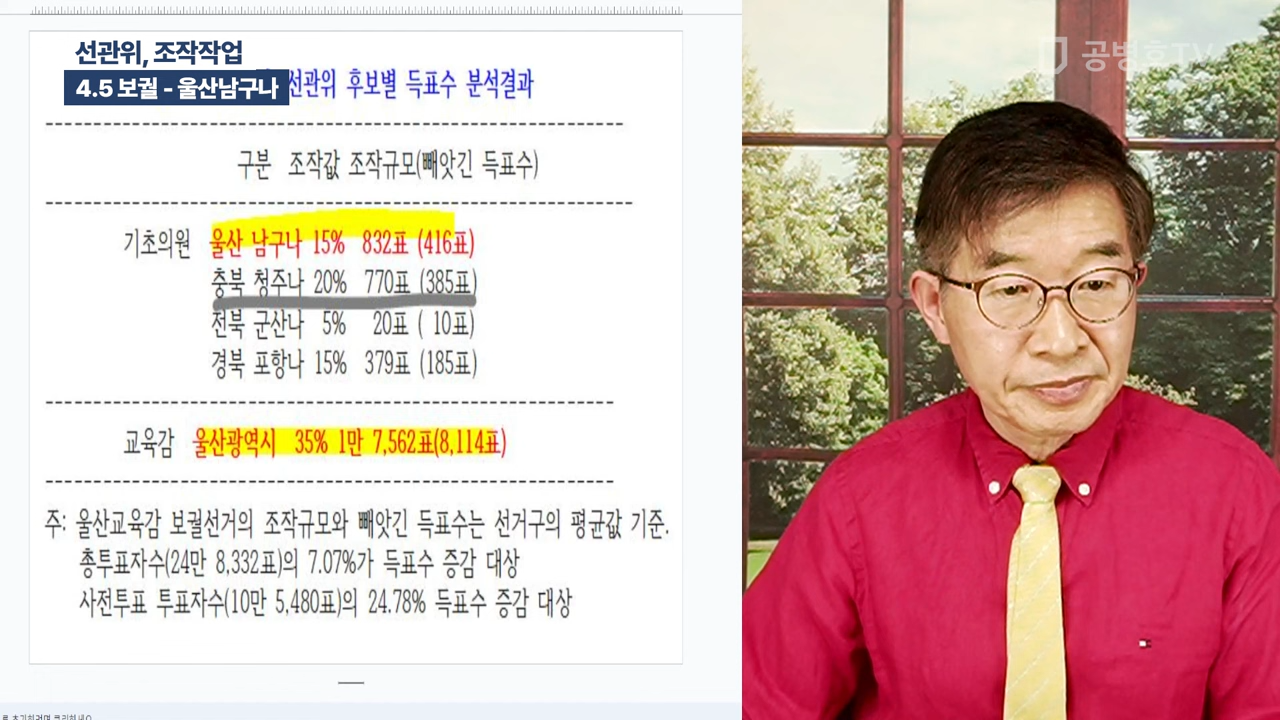 선관위, 조작작업
4.5 보궐 - 울산남구나
선관위 후보별 득표수 분석결과
구분 조작값 조작규모(빼앗긴 득표수)
기초의원 울산 남구나 15% 832표 (416표)
충북 청주나 20% 770표 (385표)
전북 군산나 5% 20표 ( 10표)
경북 포항나 15% 379표 (185표)
교육감 울산광역시 35% 1만 7,562표(8,114표)
주: 울산교육감 보궐선거의 조작규모와 빼앗긴 득표수는 선거구의 평균값 기준.
총투표자수(24만 8,332표)의 7.07%가 득표수 증감 대상
사전투표 투표자수(10만 5,480표)의 24.78% 득표수 증감 대상
공병호TV